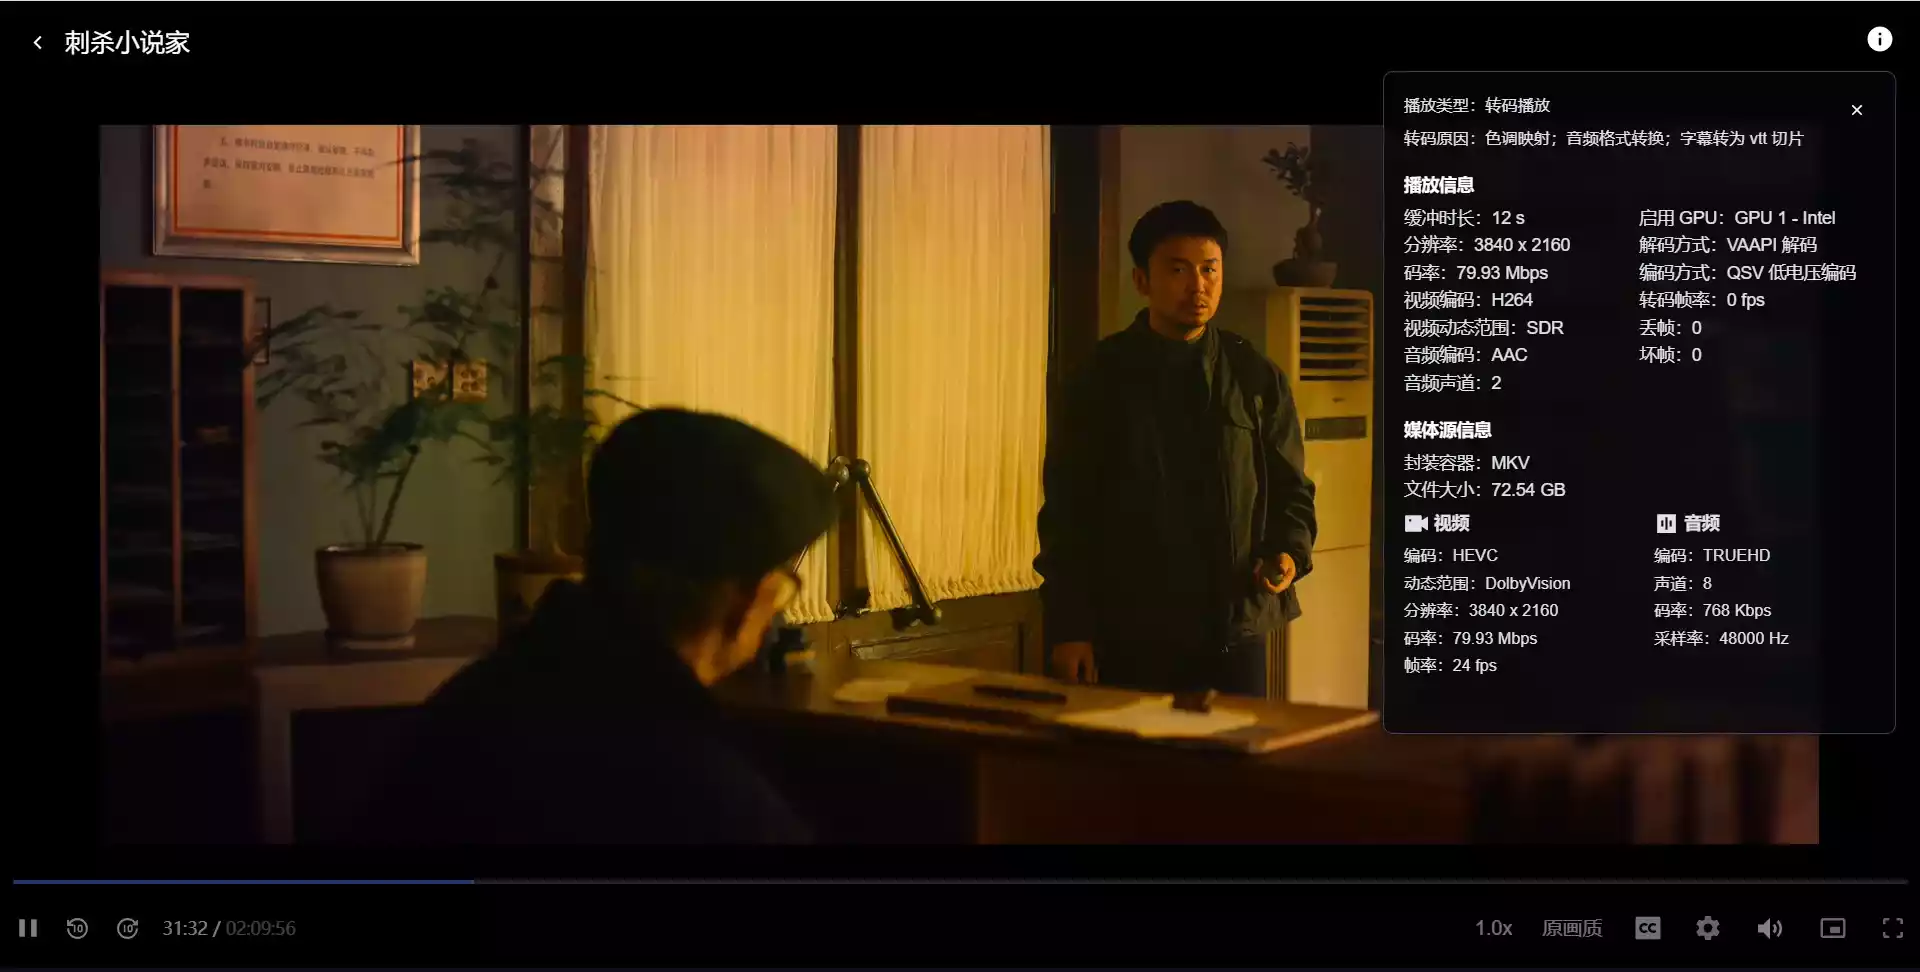 刺杀小说家
播放类型：转码播放
转码原因：色调映射；音频格式转换；字幕转为 vtt 切片
播放信息
缓冲时长：12 s
启用 GPU：GPU 1 - Intel
分辨率：3840 x 2160
解码方式：VAAPI 解码
码率：79.93 Mbps
编码方式：QSV 低电压编码
视频编码：H264
转码帧率：0 fps
视频动态范围：SDR
丢帧：0
音频编码：AAC
坏帧：0
音频声道：2
媒体源信息
封装容器：MKV
文件大小：72.54 GB
视频
音频
编码：HEVC
编码：TRUEHD
动态范围：DolbyVision
声道：8
分辨率：3840 x 2160
码率：768 Kbps
码率：79.93 Mbps
采样率：48000 Hz
帧率：24 fps
10
10
31:32 / 02:09:56
1.0x
原画质
CC